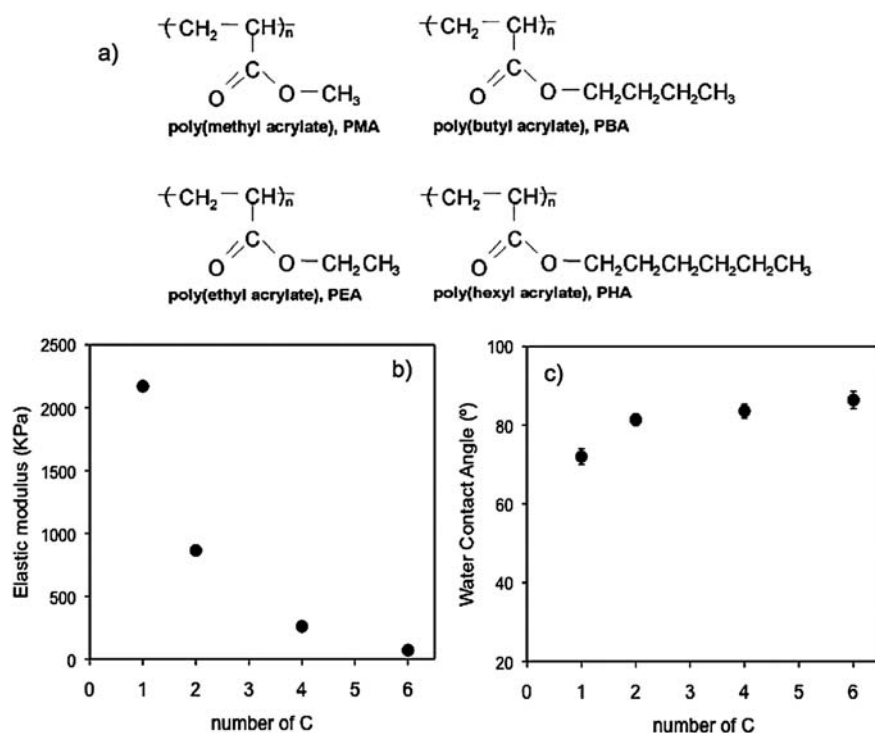 a)
-(CH2-CH)n-
C
O O-CH3
poly(methyl acrylate), PMA
-(CH2-CH)n-
C
O O-CH2CH2CH2CH3
poly(butyl acrylate), PBA
-(CH2-CH)n-
C
O O-CH2CH3
poly(ethyl acrylate), PEA
-(CH2-CH)n-
C
O O-CH2CH2CH2CH2CH2CH3
poly(hexyl acrylate), PHA
b)
Elastic modulus (KPa)
2500
2000
1500
1000
500
0
0 1 2 3 4 5 6
number of C
c)
Water Contact Angle (º)
100
80
60
40
20
0 1 2 3 4 5 6
number of C